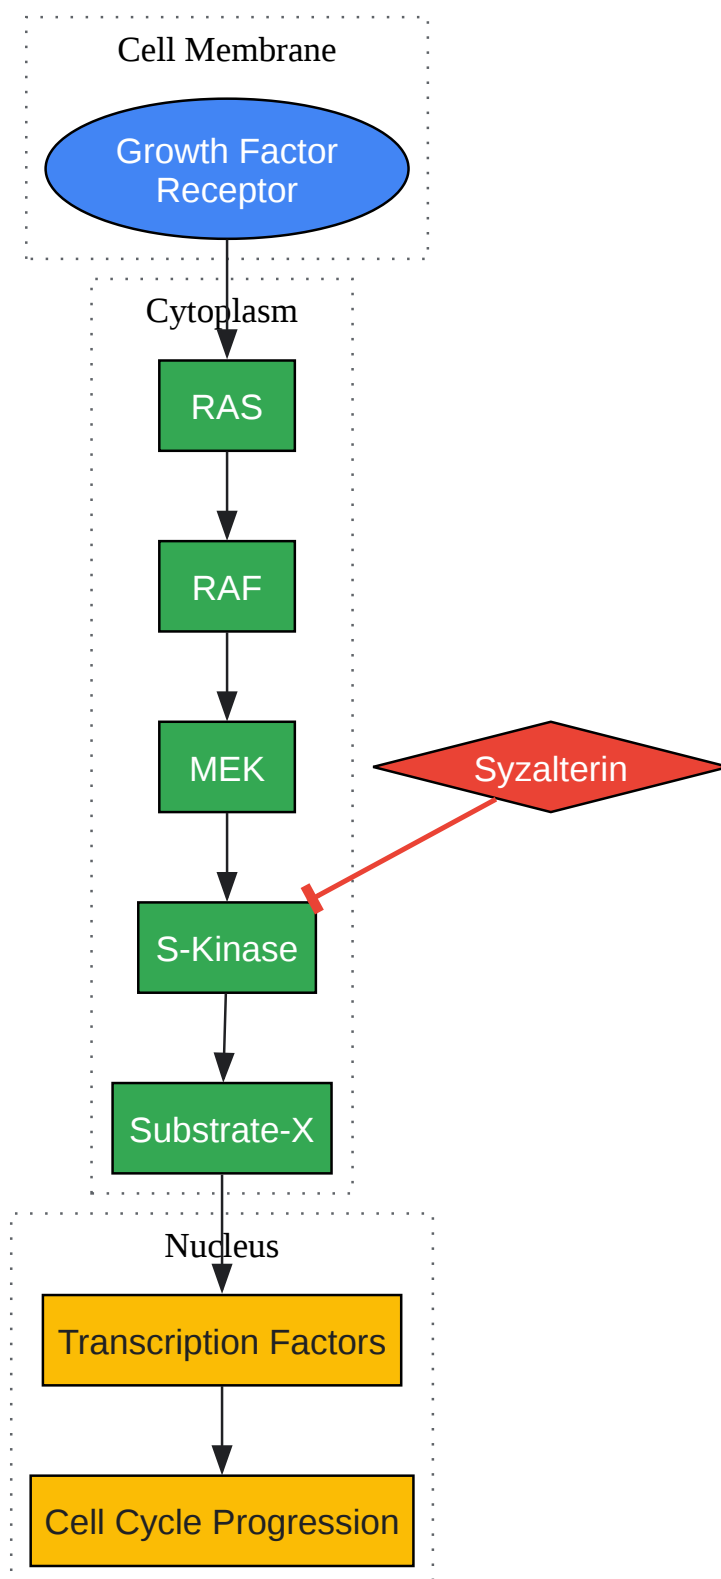 Cell Membrane
Growth Factor
Receptor
Cytoplasm
RAS
RAF
MEK
Syzalterin
S-Kinase
Substrate-X
Nucleus
Transcription Factors
Cell Cycle Progression